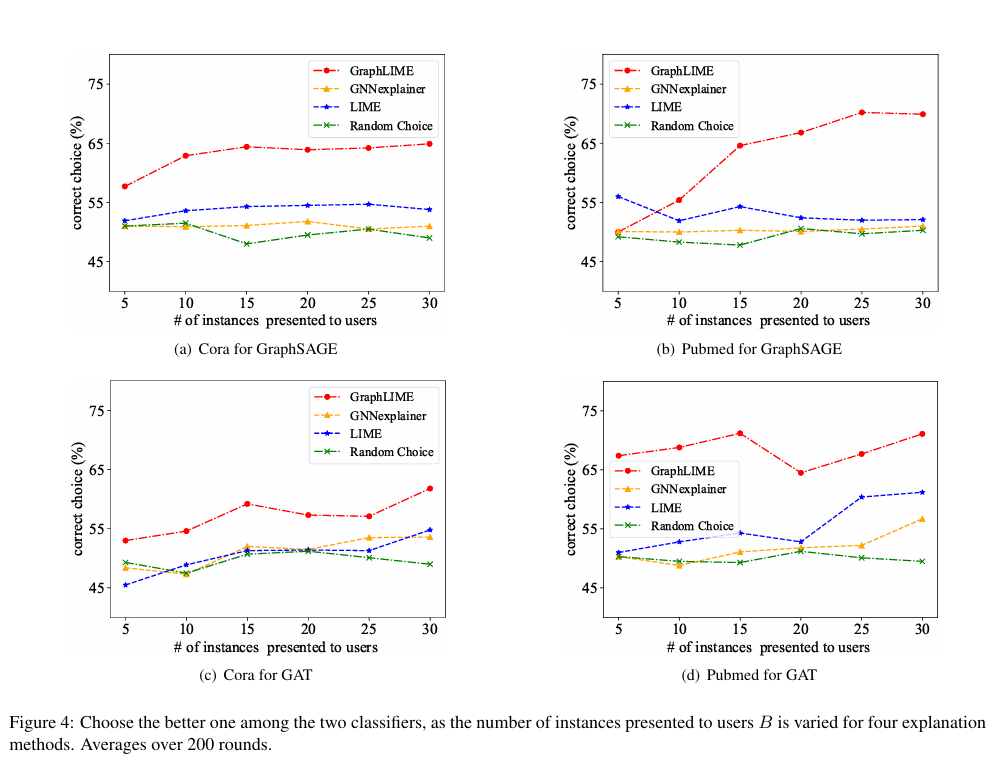 75
65
55
45
correct choice (%)
GraphLIME
GNNexplainer
LIME
Random Choice
5 10 15 20 25 30
# of instances presented to users
(a) Cora for GraphSAGE
75
65
55
45
correct choice (%)
GraphLIME
GNNexplainer
LIME
Random Choice
5 10 15 20 25 30
# of instances presented to users
(b) Pubmed for GraphSAGE
75
65
55
45
correct choice (%)
GraphLIME
GNNexplainer
LIME
Random Choice
5 10 15 20 25 30
# of instances presented to users
(c) Cora for GAT
75
65
55
45
correct choice (%)
GraphLIME
GNNexplainer
LIME
Random Choice
5 10 15 20 25 30
# of instances presented to users
(d) Pubmed for GAT
Figure 4: Choose the better one among the two classifiers, as the number of instances presented to users B is varied for four explanation
methods. Averages over 200 rounds.